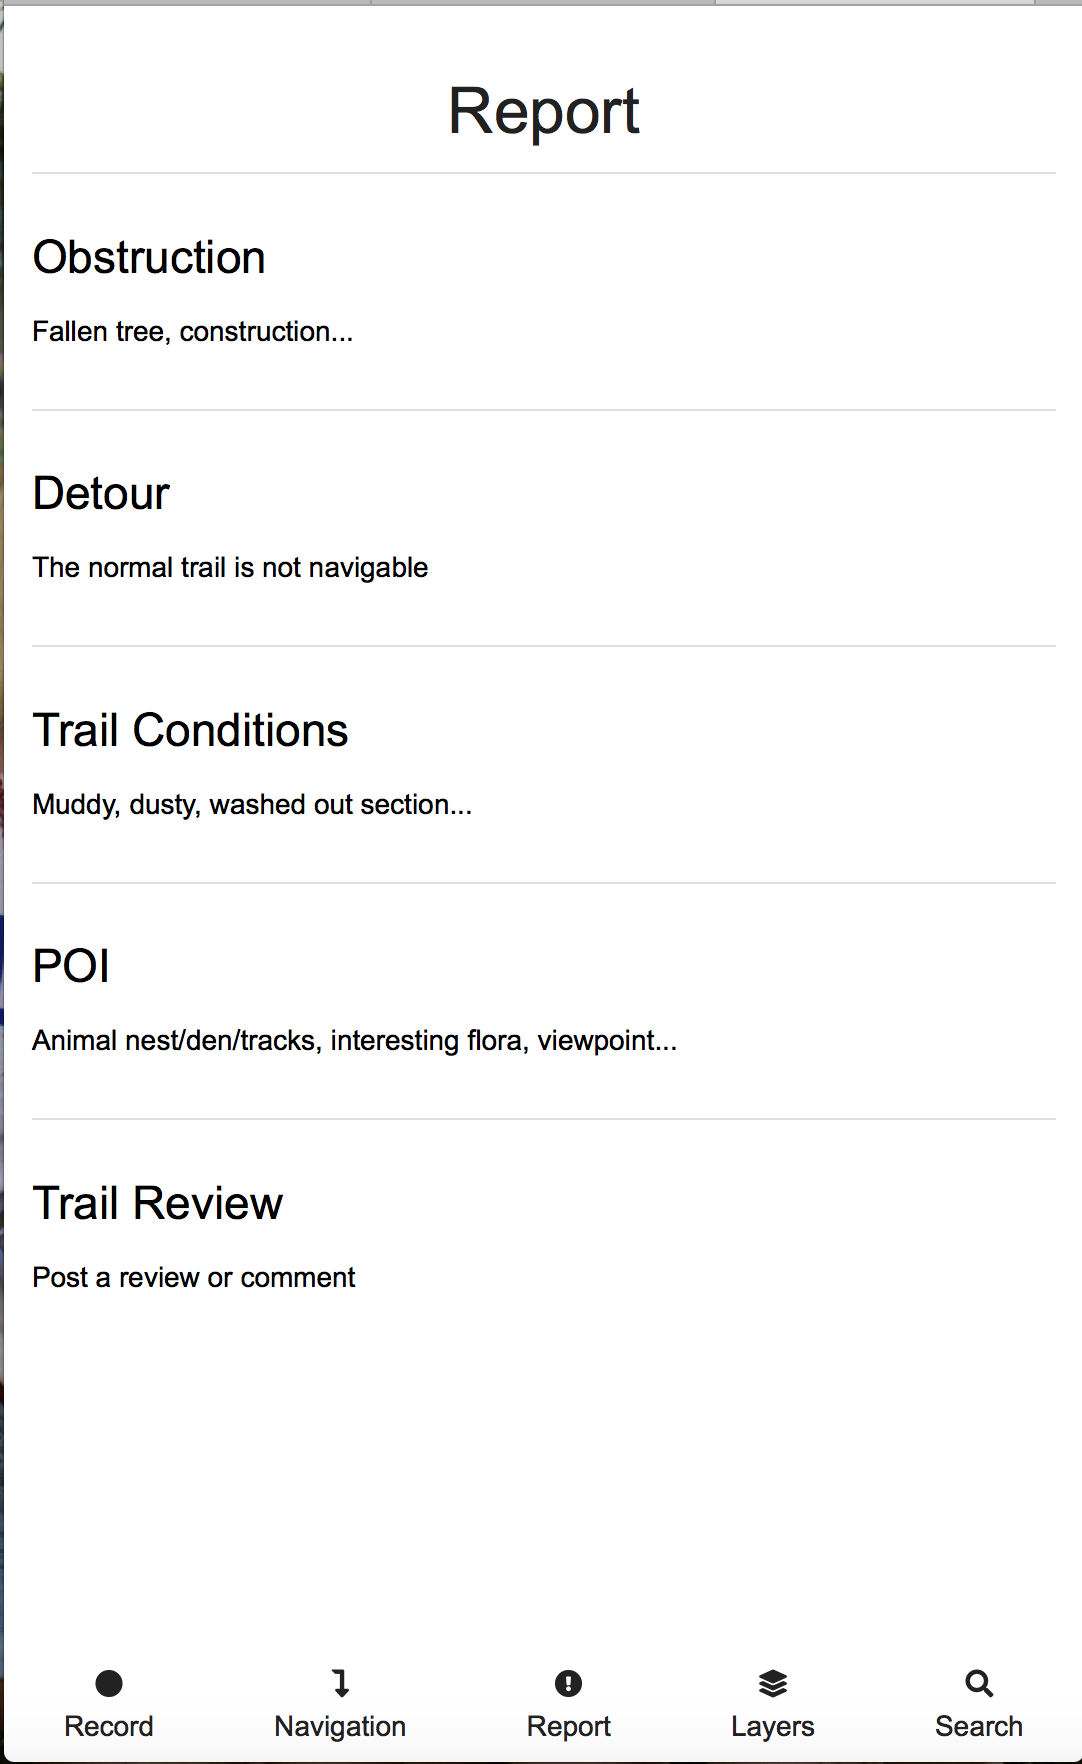 Report
Obstruction
Fallen tree, construction...
Detour
The normal trail is not navigable
Trail Conditions
Muddy, dusty, washed out section...
POI
Animal nest/den/tracks, interesting flora, viewpoint...
Trail Review
Post a review or comment
Record Navigation Report Layers Search